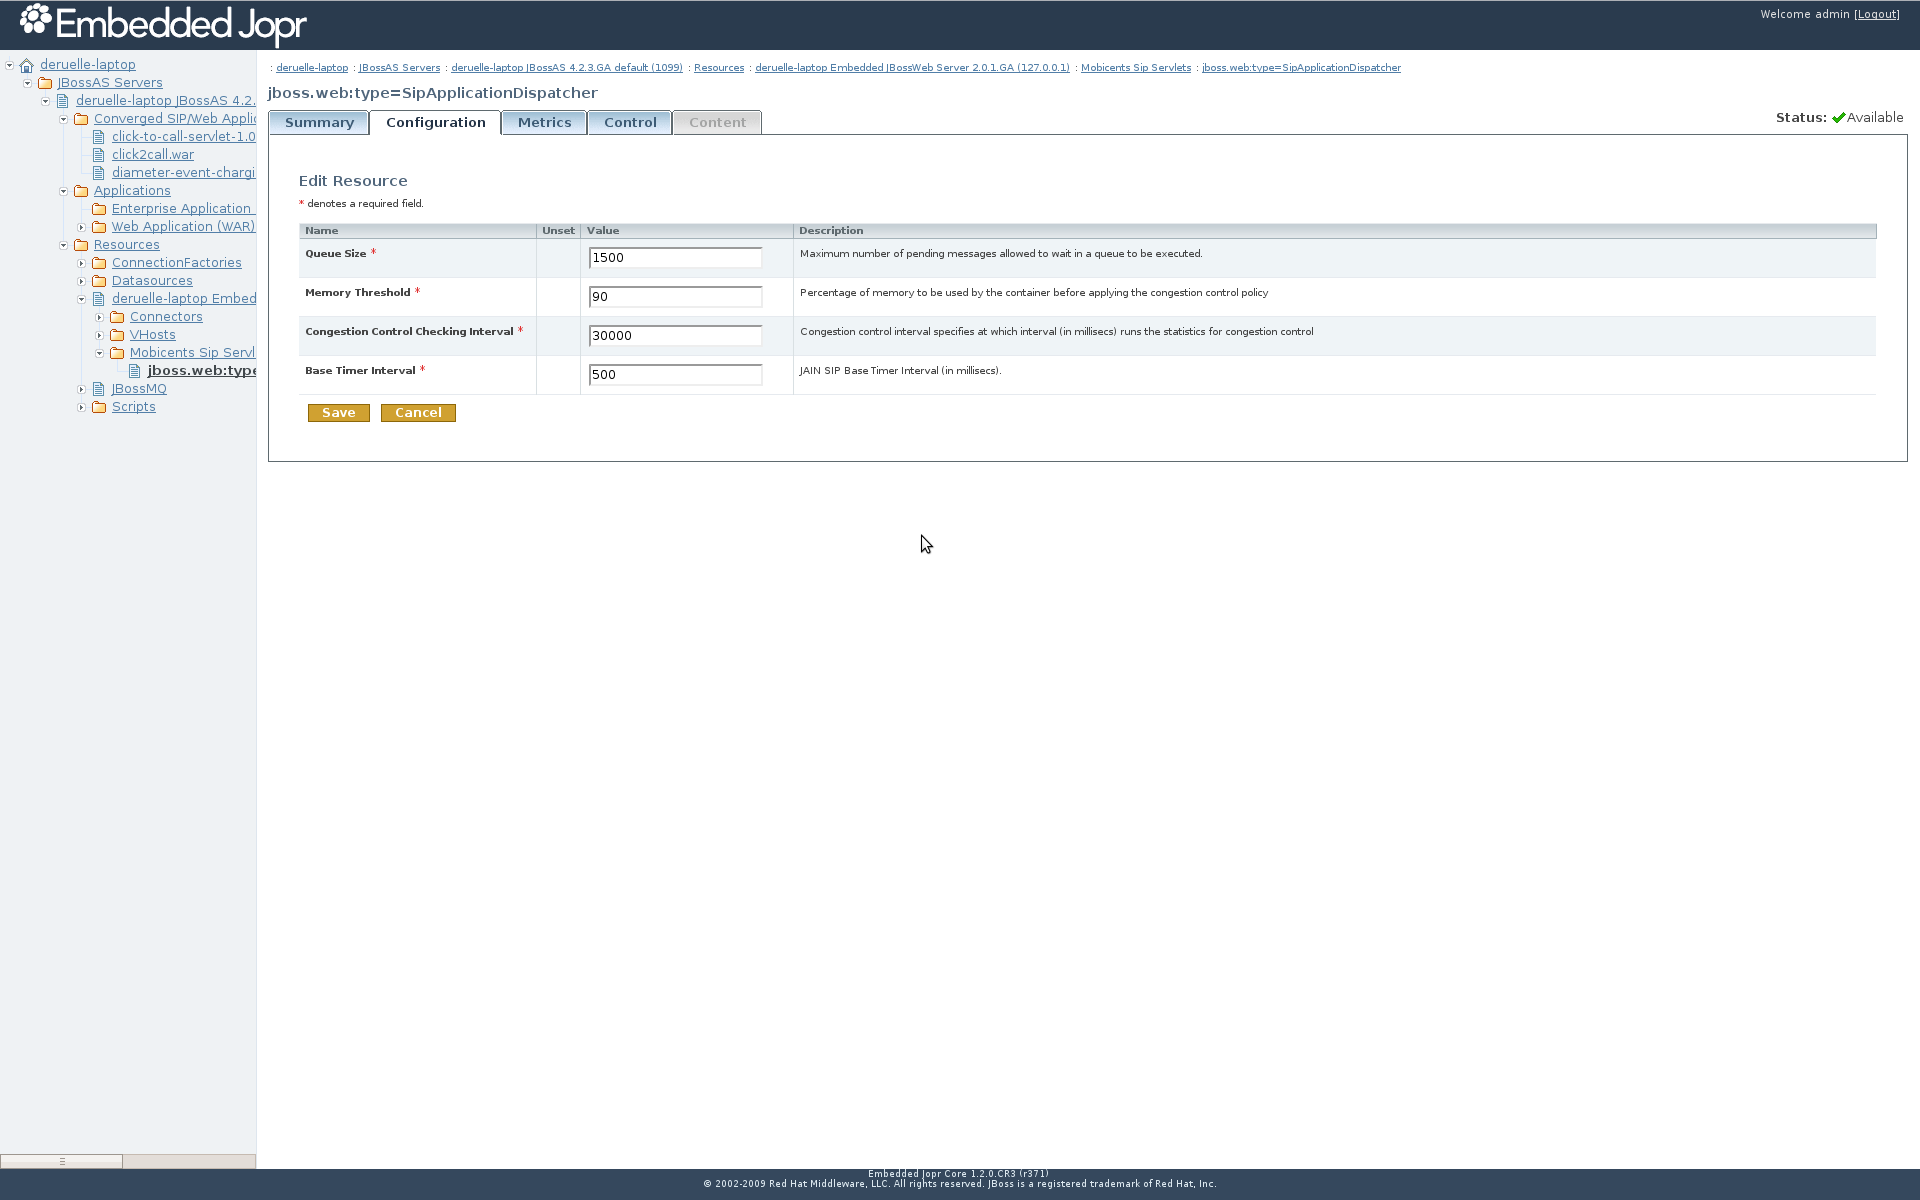 Embedded Jopr
Welcome admin [Logout]
deruelle-laptop
JBossAS Servers
deruelle-laptop JBossAS 4.2.
Converged SIP/Web Applic
click-to-call-servlet-1.0
click2call.war
diameter-event-chargi
Applications
Enterprise Application
Web Application (WAR)
Resources
ConnectionFactories
Datasources
deruelle-laptop Embed
Connectors
VHosts
Mobicents Sip Servl
jboss.web:type
JBossMQ
Scripts
: deruelle-laptop : JBossAS Servers : deruelle-laptop JBossAS 4.2.3.GA default (1099) : Resources : deruelle-laptop Embedded JBossWeb Server 2.0.1.GA (127.0.0.1) : Mobicents Sip Servlets : jboss.web:type=SipApplicationDispatcher
jboss.web:type=SipApplicationDispatcher
Summary Configuration Metrics Control Content
Status: Available
Edit Resource
* denotes a required field.
Name Unset Value Description
Queue Size * 1500 Maximum number of pending messages allowed to wait in a queue to be executed.
Memory Threshold * 90 Percentage of memory to be used by the container before applying the congestion control policy
Congestion Control Checking Interval * 30000 Congestion control interval specifies at which interval (in millisecs) runs the statistics for congestion control
Base Timer Interval * 500 JAIN SIP Base Timer Interval (in millisecs).
Save Cancel
Embedded Jopr Core 1.2.0.CR3 (r371)
© 2002-2009 Red Hat Middleware, LLC. All rights reserved. JBoss is a registered trademark of Red Hat, Inc.